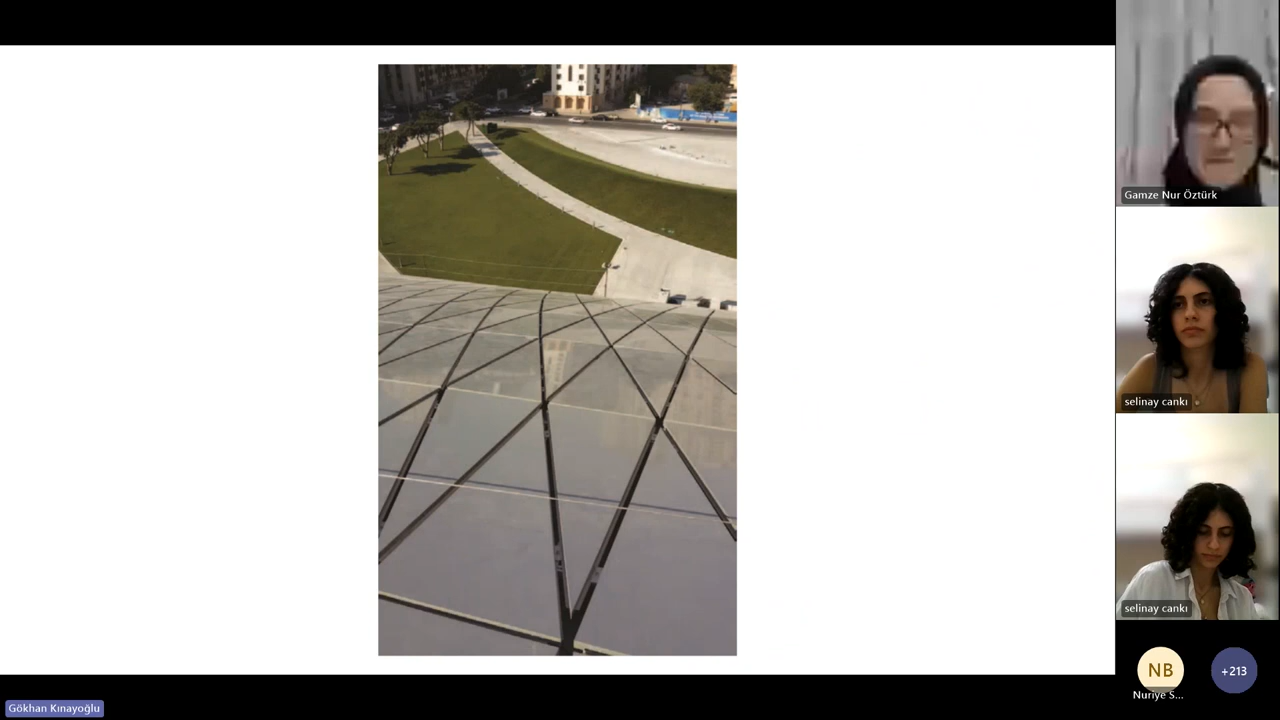 Gamze Nur Öztürk
selinay cankı
selinay cankı
NB
+213
Nuriye S...
Gökhan Kınayoğlu